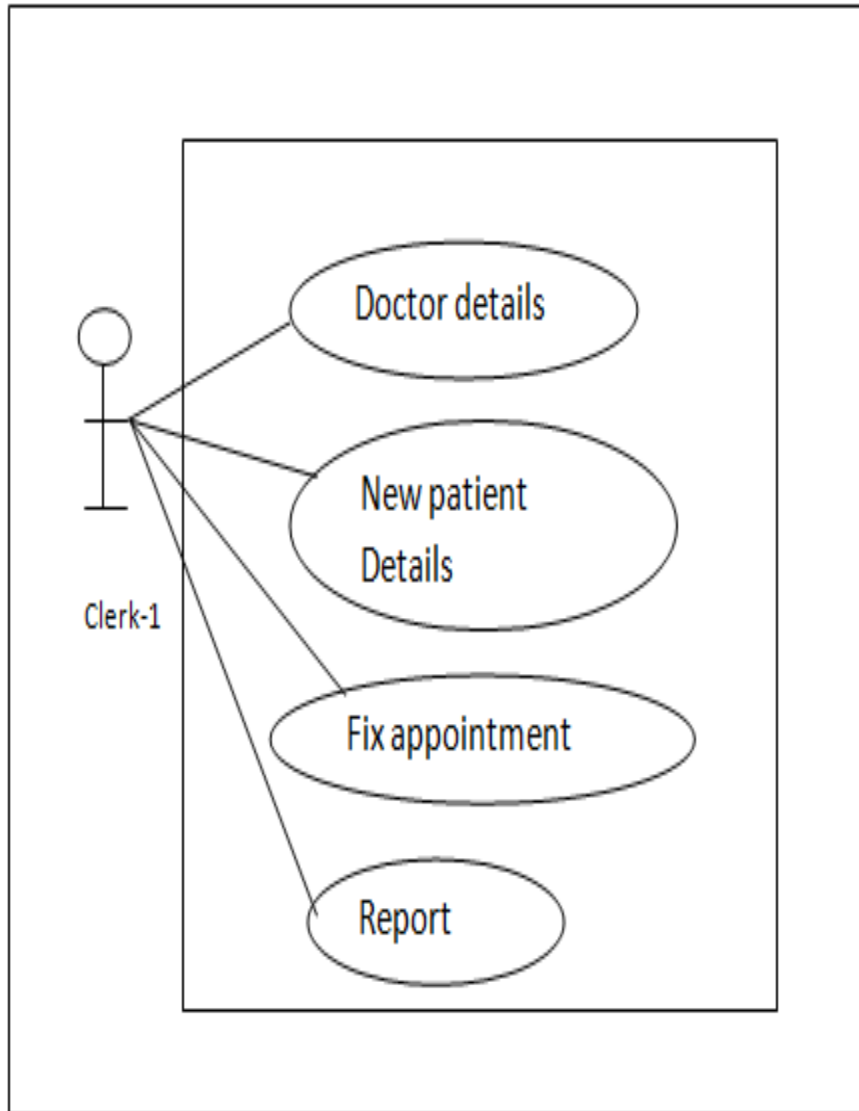 Doctor details
New patient
Details
Clerk-1
Fix appointment
Report